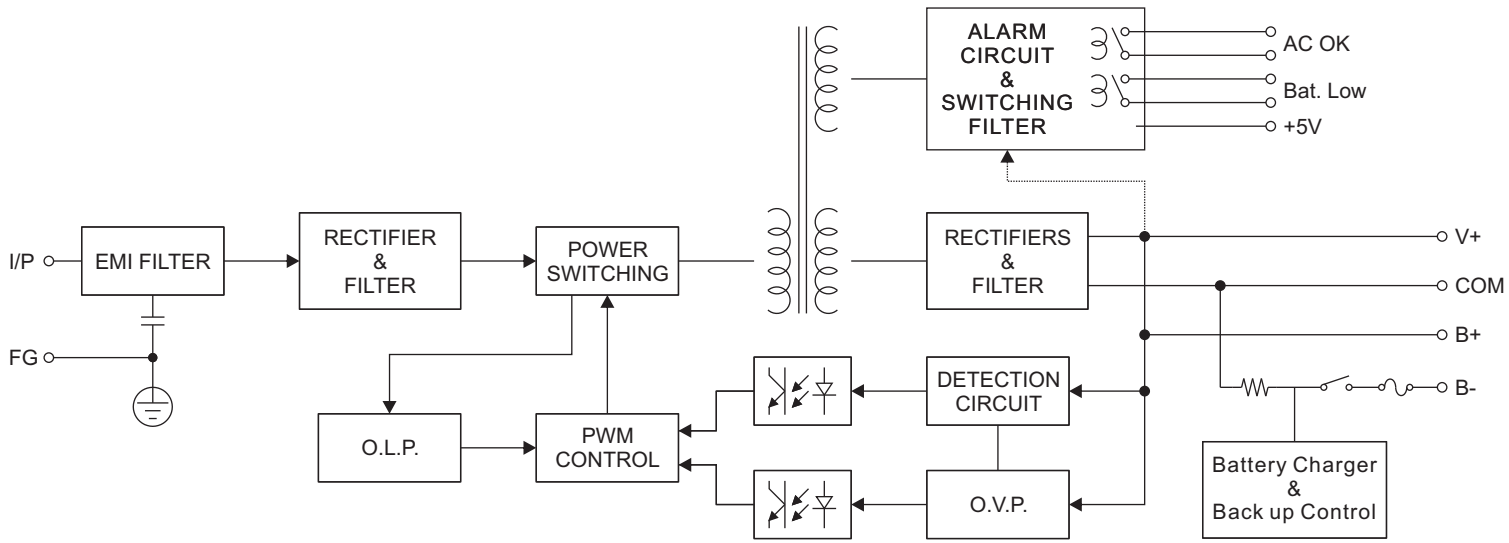 ALARM
CIRCUIT
&
SWITCHING
FILTER
AC OK
Bat. Low
+5V
I/P
EMI FILTER
RECTIFIER
&
FILTER
POWER
SWITCHING
RECTIFIERS
&
FILTER
V+
COM
B+
B-
FG
O.L.P.
PWM
CONTROL
DETECTION
CIRCUIT
O.V.P.
Battery Charger
&
Back up Control